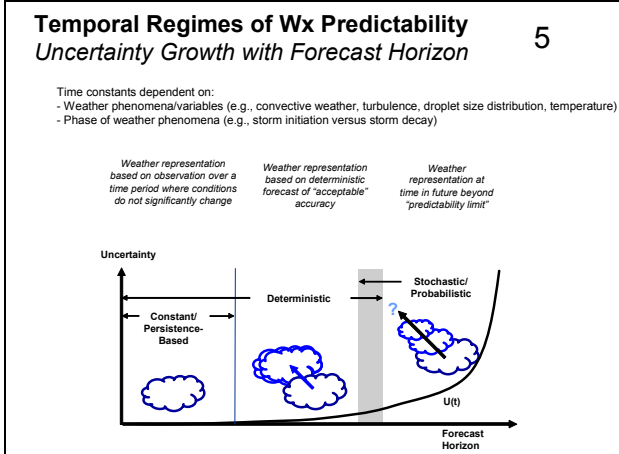 Temporal Regimes of Wx Predictability
Uncertainty Growth with Forecast Horizon
5
Time constants dependent on:
- Weather phenomena/variables (e.g., convective weather, turbulence, droplet size distribution, temperature)
- Phase of weather phenomena (e.g., storm initiation versus storm decay)
Weather representation
based on observation over a
time period where conditions
do not significantly change
Weather representation
based on deterministic
forecast of “acceptable”
accuracy
Weather
representation at
time in future beyond
“predictability limit”
Uncertainty
Stochastic/
Probabilistic
Deterministic
Constant/
Persistence-
Based
?
U(t)
Forecast
Horizon